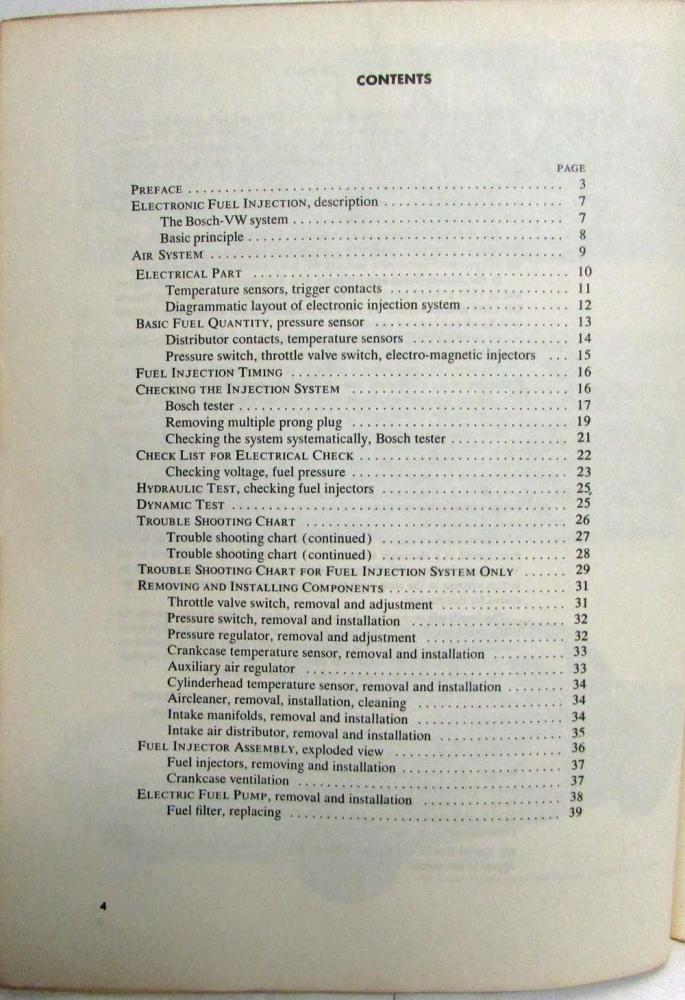 CONTENTS
PAGE
PREFACE . . . . . . . . . . 3
ELECTRONIC FUEL INJECTION, description . . . . . . . . . . 7
The Bosch-VW system . . . . . . . . . . 7
Basic principle . . . . . . . . . . 8
AIR SYSTEM . . . . . . . . . . 9
ELECTRICAL PART . . . . . . . . . . 10
Temperature sensors, trigger contacts . . . . . . . . . . 11
Diagrammatic layout of electronic injection system . . . . . . . . . . 12
BASIC FUEL QUANTITY, pressure sensor . . . . . . . . . . 13
Distributor contacts, temperature sensors . . . . . . . . . . 14
Pressure switch, throttle valve switch, electro-magnetic injectors . . . 15
FUEL INJECTION TIMING . . . . . . . . . . 16
CHECKING THE INJECTION SYSTEM . . . . . . . . . . 16
Bosch tester . . . . . . . . . . 17
Removing multiple prong plug . . . . . . . . . . 19
Checking the system systematically, Bosch tester . . . . . . . . . . 21
CHECK LIST FOR ELECTRICAL CHECK . . . . . . . . . . 22
Checking voltage, fuel pressure . . . . . . . . . . 23
HYDRAULIC TEST, checking fuel injectors . . . . . . . . . . 25
DYNAMIC TEST . . . . . . . . . . 25
TROUBLE SHOOTING CHART . . . . . . . . . . 26
Trouble shooting chart (continued) . . . . . . . . . . 27
Trouble shooting chart (continued) . . . . . . . . . . 28
TROUBLE SHOOTING CHART FOR FUEL INJECTION SYSTEM ONLY . . . . . . 29
REMOVING AND INSTALLING COMPONENTS . . . . . . . . . . 31
Throttle valve switch, removal and adjustment . . . . . . . . . . 31
Pressure switch, removal and installation . . . . . . . . . . 32
Pressure regulator, removal and adjustment . . . . . . . . . . 32
Crankcase temperature sensor, removal and installation . . . . . . . . . . 33
Auxiliary air regulator . . . . . . . . . . 33
Cylinderhead temperature sensor, removal and installation . . . . . . . . 34
Aircleaner, removal, installation, cleaning . . . . . . . . . . 34
Intake manifolds, removal and installation . . . . . . . . . . 34
Intake air distributor, removal and installation . . . . . . . . . . 35
FUEL INJECTOR ASSEMBLY, exploded view . . . . . . . . . . 36
Fuel injectors, removing and installation . . . . . . . . . . 37
Crankcase ventilation . . . . . . . . . . 37
ELECTRIC FUEL PUMP, removal and installation . . . . . . . . . . 38
Fuel filter, replacing . . . . . . . . . . 39
4